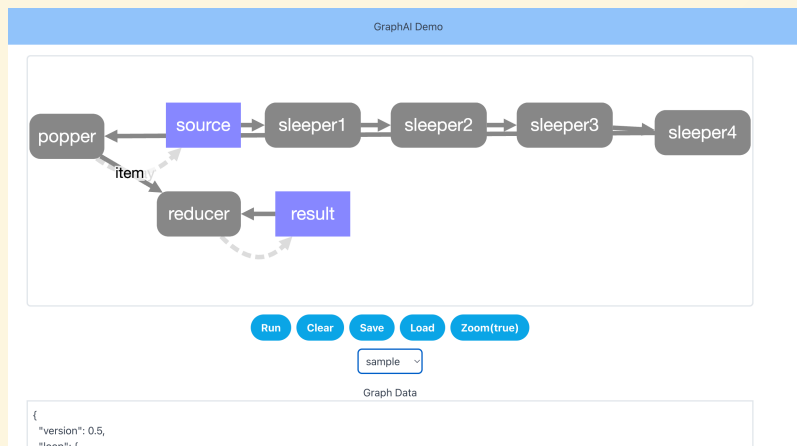 GraphAI Demo
source sleeper1 sleeper2 sleeper3 sleeper4
popper
item
reducer result
Run Clear Save Load Zoom(true)
sample
Graph Data
{
"version": 0.5,
"loop": {